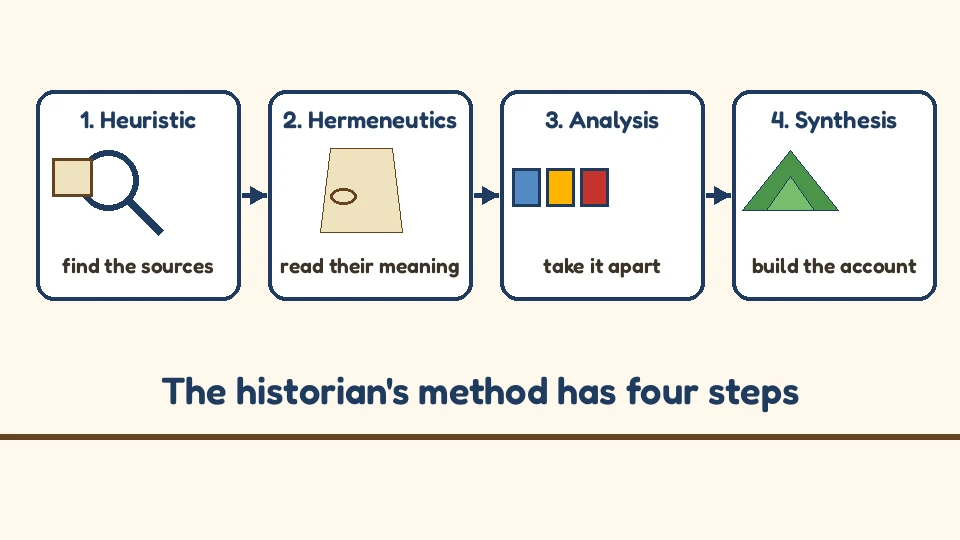 1. Heuristic
find the sources
2. Hermeneutics
read their meaning
3. Analysis
take it apart
4. Synthesis
build the account
The historian's method has four steps